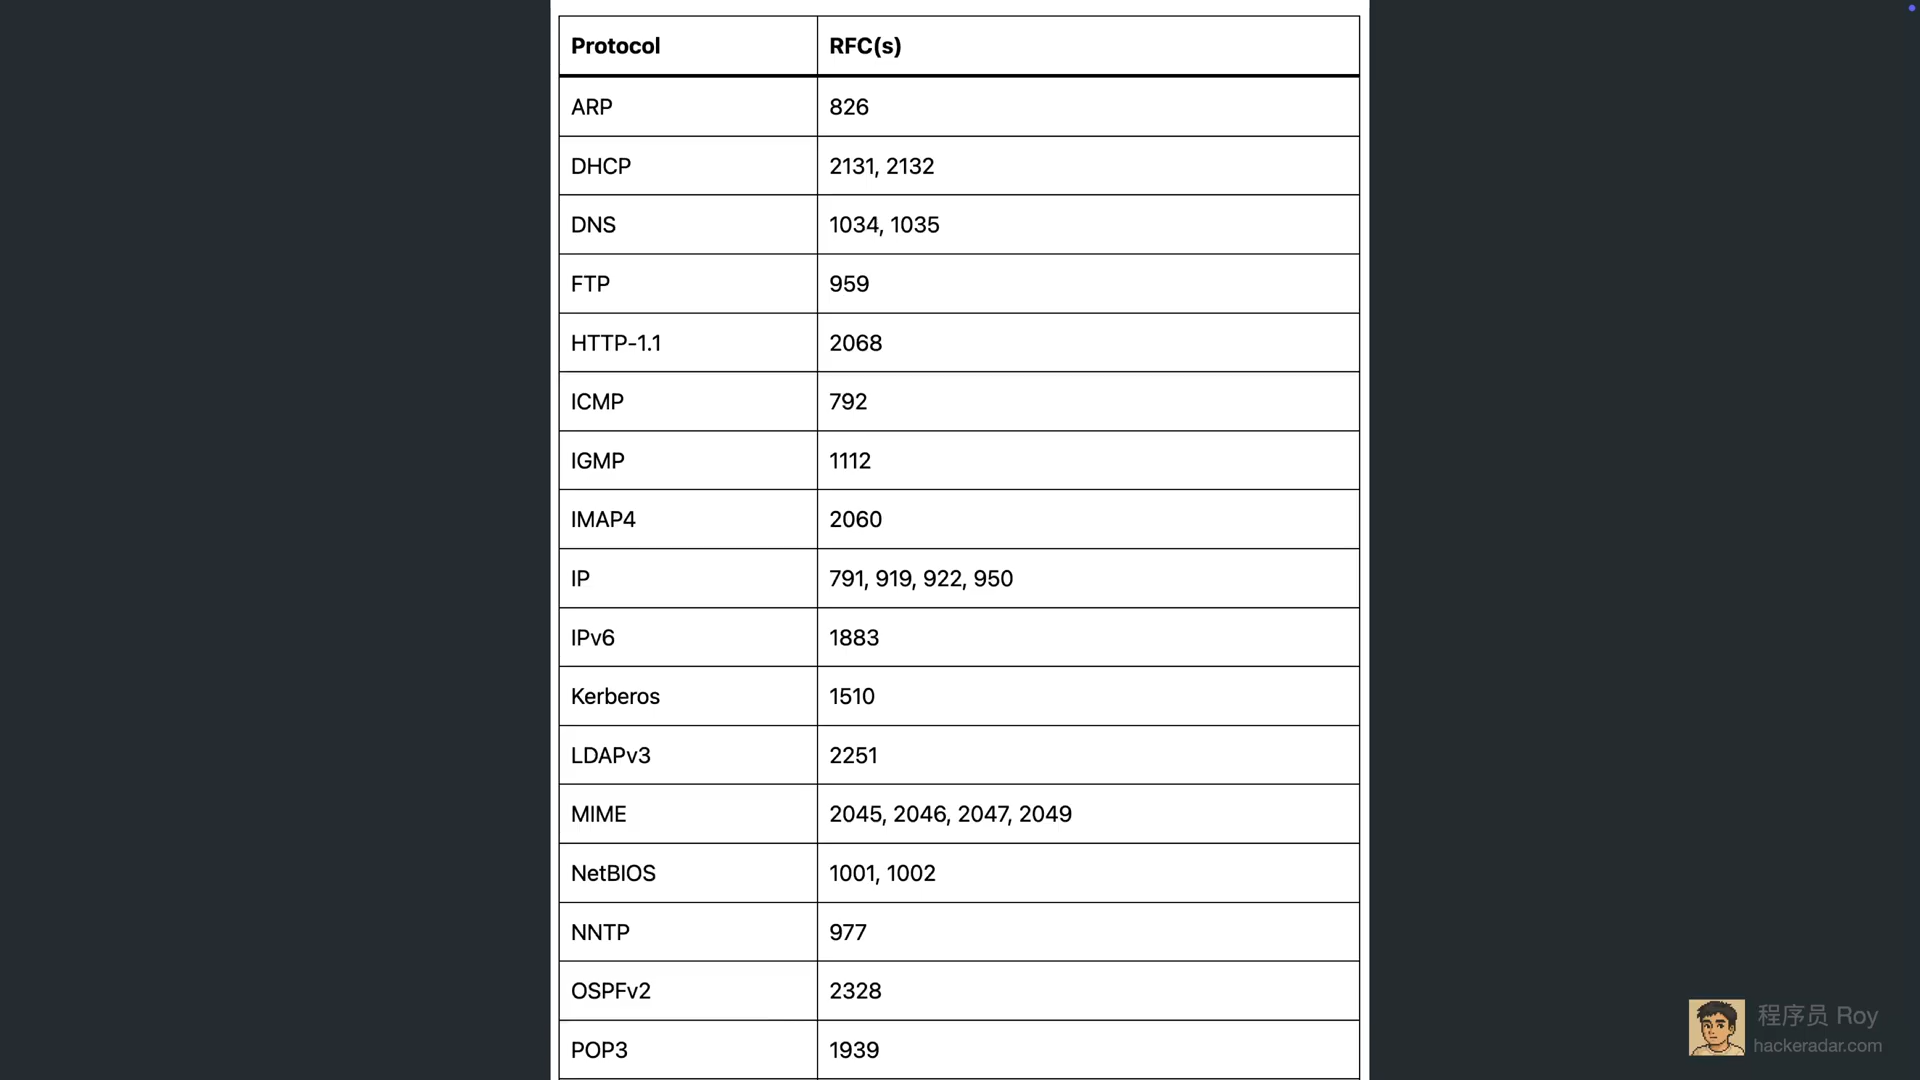 Protocol RFC(s)
ARP 826
DHCP 2131, 2132
DNS 1034, 1035
FTP 959
HTTP-1.1 2068
ICMP 792
IGMP 1112
IMAP4 2060
IP 791, 919, 922, 950
IPv6 1883
Kerberos 1510
LDAPv3 2251
MIME 2045, 2046, 2047, 2049
NetBIOS 1001, 1002
NNTP 977
OSPFv2 2328
POP3 1939
程序员 Roy
hackeradar.com